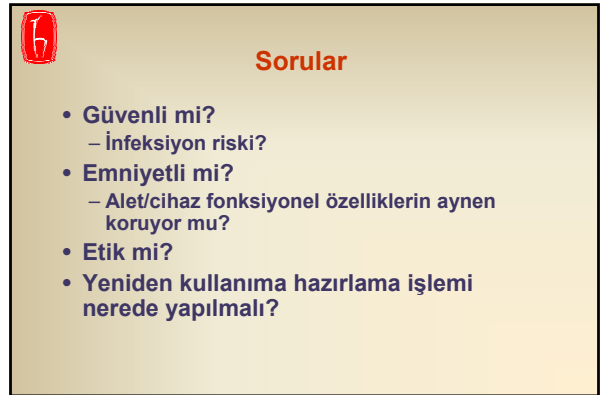 Sorular
• Güvenli mi?
– İnfeksiyon riski?
• Emniyetli mi?
– Alet/cihaz fonksiyonel özelliklerin aynen
koruyor mu?
• Etik mi?
• Yeniden kullanıma hazırlama işlemi
nerede yapılmalı?